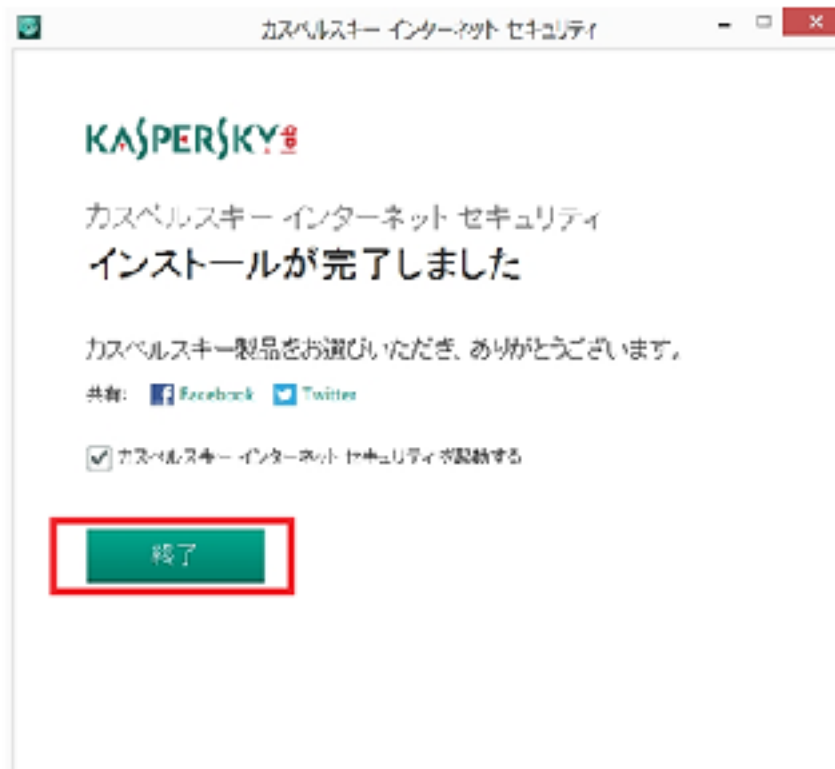 カスペルスキー インターネット セキュリティ
KASPERSKY
カスペルスキー インターネット セキュリティ
インストールが完了しました
カスペルスキー製品をお選びいただき、ありがとうございます。
共有: Facebook Twitter
カスペルスキー インターネット セキュリティを起動する
終了